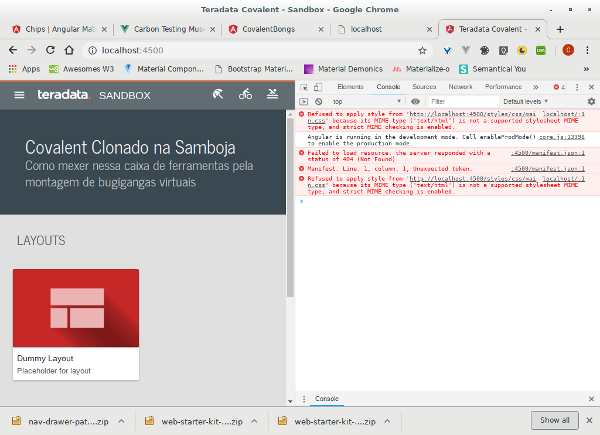 Teradata Covalent - Sandbox - Google Chrome
Chips | Angular Mat
Carbon Testing Muse
CovalentBongs
localhost
Teradata Covalent -
localhost:4500
Apps
Awesomes W3
Material Compon...
Bootstrap Materi...
Material Demonics
Materialize-o
Semantical You
»
teradata. SANDBOX
Covalent Clonado na Samboja
Como mexer nessa caixa de ferramentas pela
montagem de bugigangas virtuais
LAYOUTS
Dummy Layout
Placeholder for layout
Elements Console Sources Network Performance » 4
top Filter Default levels
Refused to apply style from 'http://localhost:4500/styles/css/mai localhost/:1
n.css' because its MIME type ('text/html') is not a supported stylesheet MIME
type, and strict MIME checking is enabled.
Angular is running in the development mode. Call enableProdMode() core.js:13396
to enable the production mode.
Failed to load resource: the server responded with a :4500/manifest.json:1
status of 404 (Not Found)
Manifest: Line: 1, column: 1, Unexpected token. :4500/manifest.json:1
Refused to apply style from 'http://localhost:4500/styles/css/mai localhost/:1
n.css' because its MIME type ('text/html') is not a supported stylesheet MIME
type, and strict MIME checking is enabled.
Console
nav-drawer-pat....zip
web-starter-kit-....zip
web-starter-kit-....zip
Show all